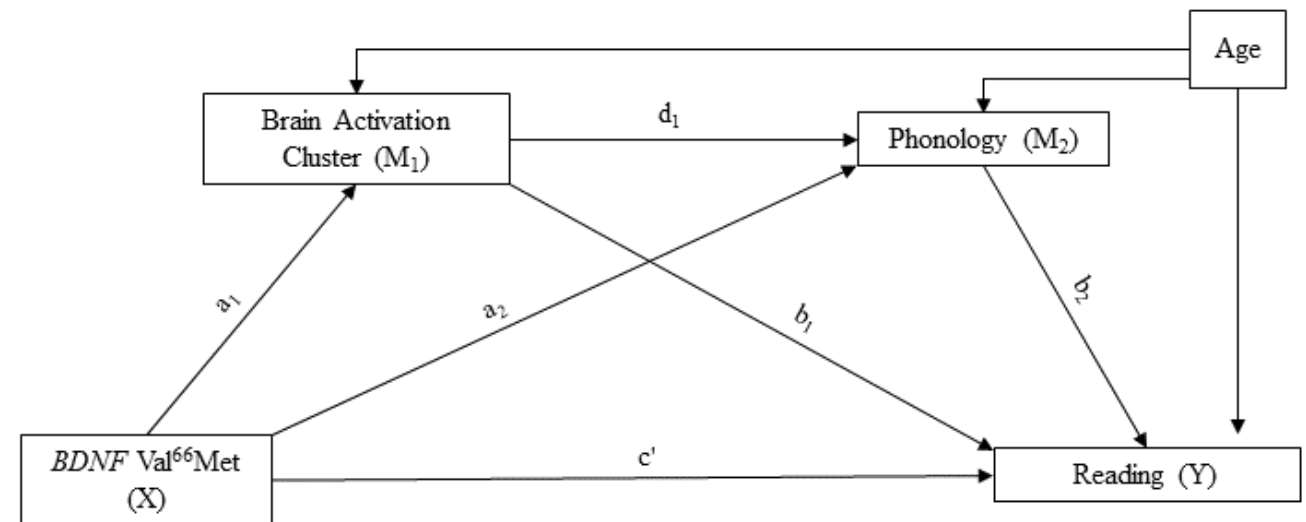 Age
Brain Activation
Cluster (M₁)
d₁
Phonology (M₂)
a₁
a₂
b₁
b₂
BDNF Val⁶⁶Met
(X)
c'
Reading (Y)